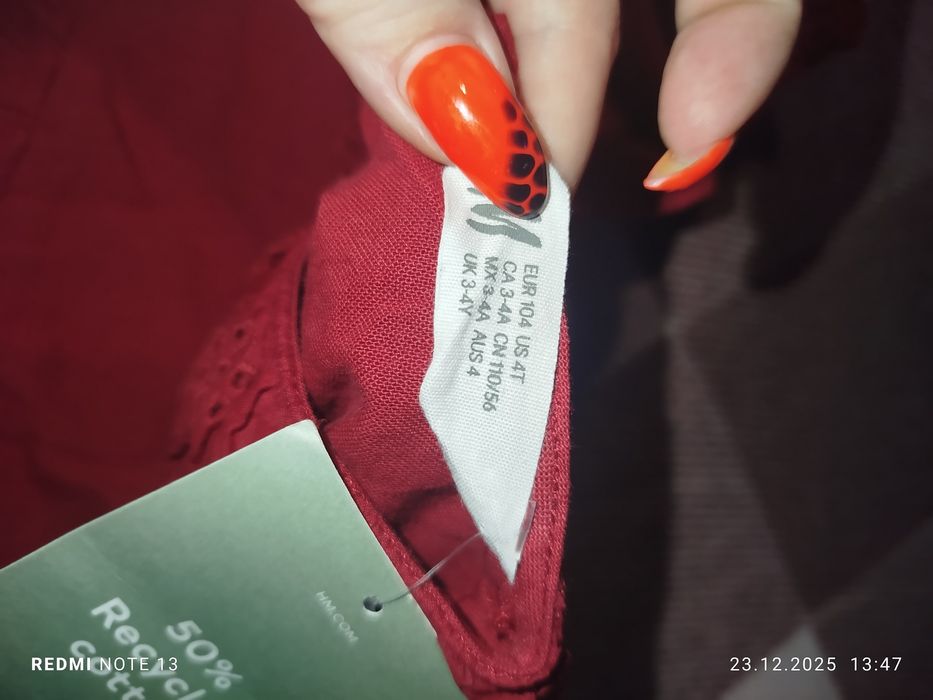 EUR 104 US 4T
CA 3-4A CN 110/56
MX 3-4A AUS 4
UK 3-4Y
HM.COM
50%
REDMI NOTE 13
23.12.2025 13:47